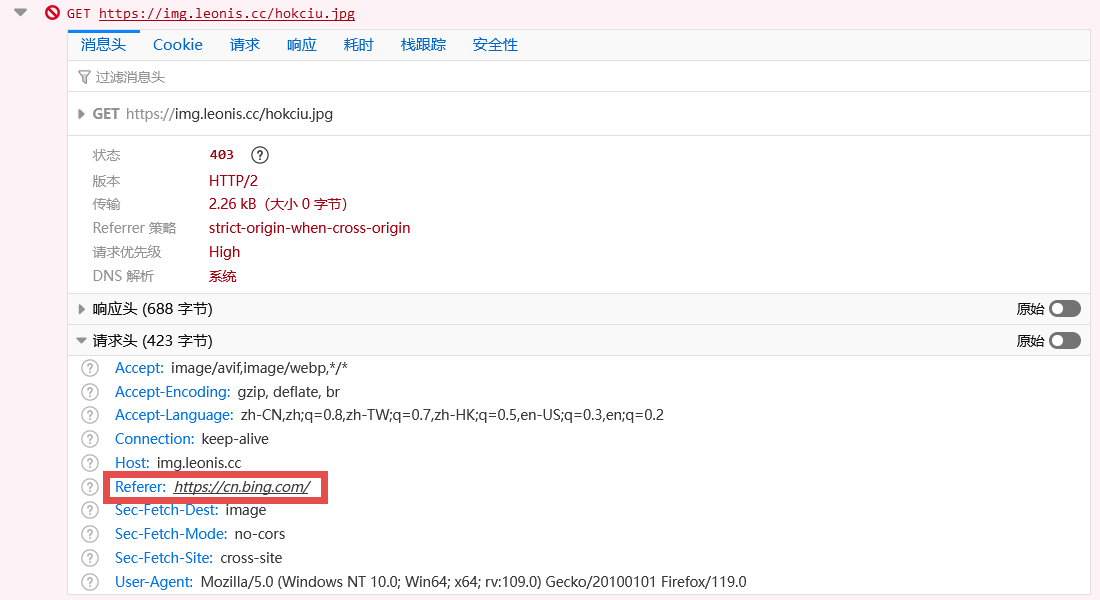 GET https://img.leonis.cc/hokciu.jpg
消息头 Cookie 请求 响应 耗时 栈跟踪 安全性
过滤消息头
GET https://img.leonis.cc/hokciu.jpg
状态 403
版本 HTTP/2
传输 2.26 kB（大小 0 字节）
Referrer 策略 strict-origin-when-cross-origin
请求优先级 High
DNS 解析 系统
响应头 (688 字节) 原始
请求头 (423 字节) 原始
Accept: image/avif,image/webp,*/*
Accept-Encoding: gzip, deflate, br
Accept-Language: zh-CN,zh;q=0.8,zh-TW;q=0.7,zh-HK;q=0.5,en-US;q=0.3,en;q=0.2
Connection: keep-alive
Host: img.leonis.cc
Referer: https://cn.bing.com/
Sec-Fetch-Dest: image
Sec-Fetch-Mode: no-cors
Sec-Fetch-Site: cross-site
User-Agent: Mozilla/5.0 (Windows NT 10.0; Win64; x64; rv:109.0) Gecko/20100101 Firefox/119.0